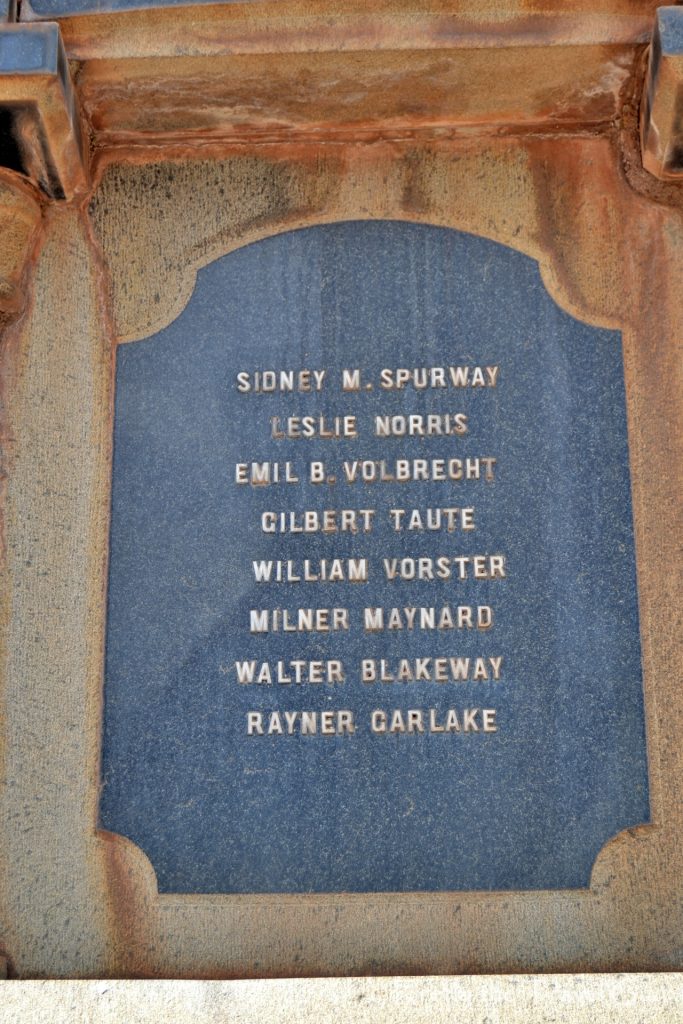 SIDNEY M. SPURWAY
LESLIE NORRIS
EMIL B. VOLBRECHT
GILBERT TAUTE
WILLIAM VORSTER
MILNER MAYNARD
WALTER BLAKEWAY
RAYNER GARLAKE